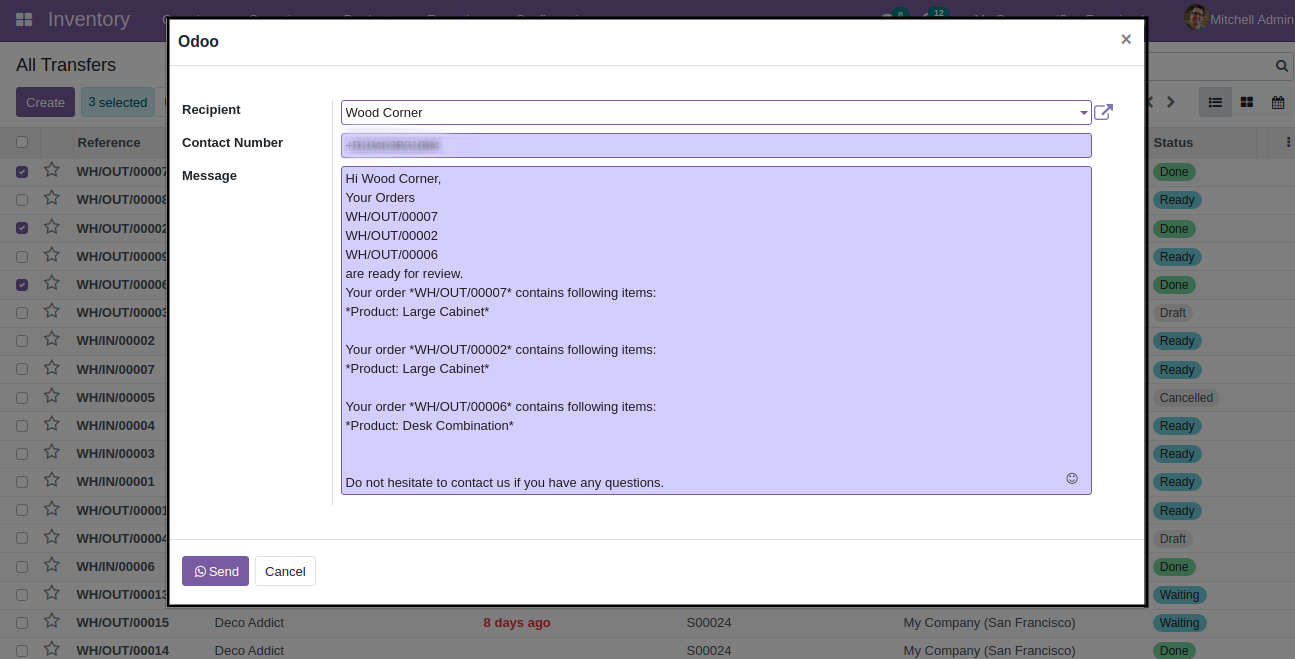 Inventory
8
12
Mitchell Admin
Odoo
×
All Transfers
Create
3 selected
Recipient
Wood Corner
Contact Number
Message
Hi Wood Corner,
Your Orders
WH/OUT/00007
WH/OUT/00002
WH/OUT/00006
are ready for review.
Your order *WH/OUT/00007* contains following items:
*Product: Large Cabinet*
Your order *WH/OUT/00002* contains following items:
*Product: Large Cabinet*
Your order *WH/OUT/00006* contains following items:
*Product: Desk Combination*
Do not hesitate to contact us if you have any questions.
Send
Cancel
Reference
Status
WH/OUT/00007 Done
WH/OUT/00008 Ready
WH/OUT/00002 Done
WH/OUT/00009 Ready
WH/OUT/00006 Done
WH/OUT/00003 Draft
WH/IN/00002 Ready
WH/IN/00007 Ready
WH/IN/00005 Cancelled
WH/IN/00004 Ready
WH/IN/00003 Ready
WH/IN/00001 Ready
WH/OUT/00001 Ready
WH/OUT/00004 Draft
WH/IN/00006 Done
WH/OUT/00013 Waiting
WH/OUT/00015 Deco Addict 8 days ago S00024 My Company (San Francisco) Waiting
WH/OUT/00014 Deco Addict S00024 My Company (San Francisco) Done